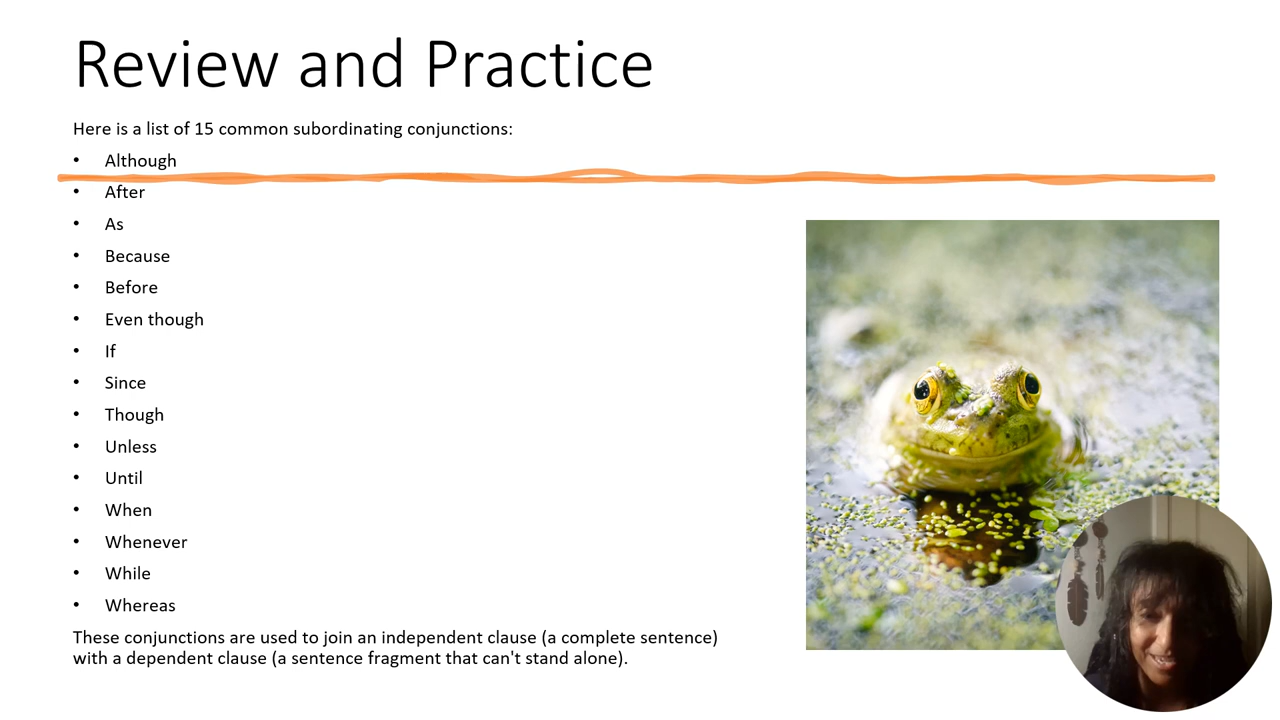 Review and Practice
Here is a list of 15 common subordinating conjunctions:
• Although
• After
• As
• Because
• Before
• Even though
• If
• Since
• Though
• Unless
• Until
• When
• Whenever
• While
• Whereas
These conjunctions are used to join an independent clause (a complete sentence)
with a dependent clause (a sentence fragment that can't stand alone).